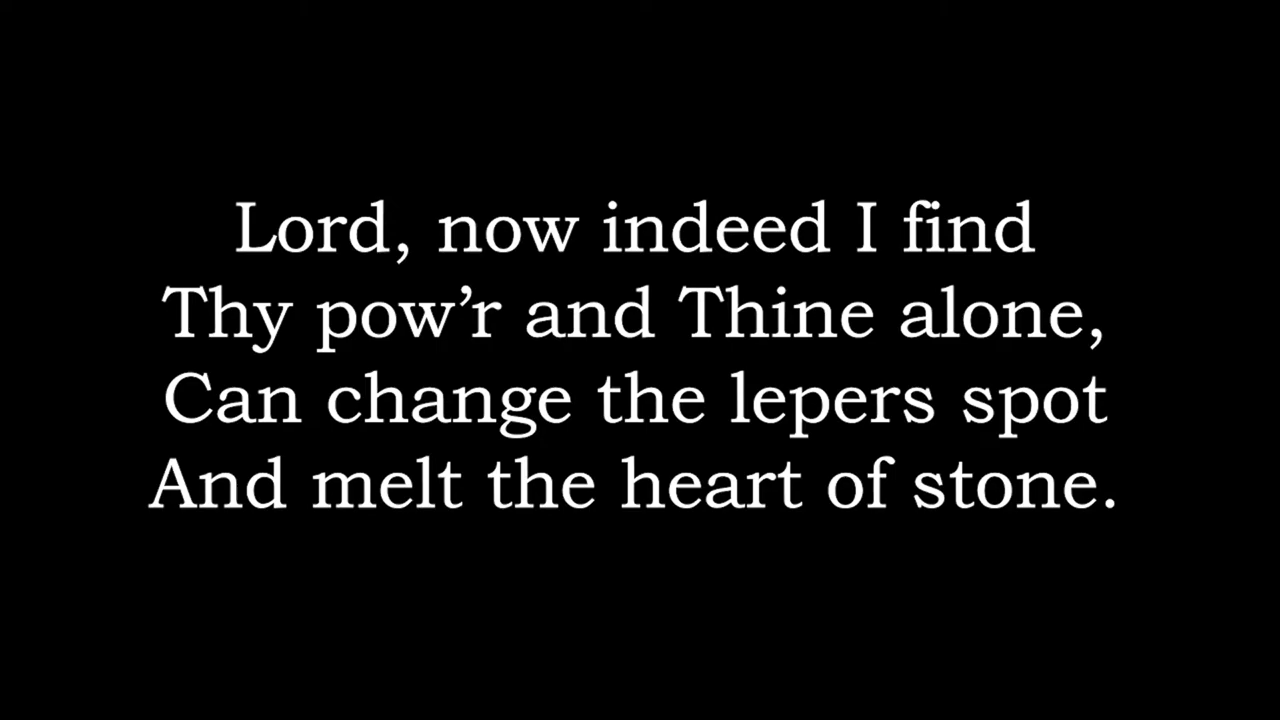 Lord, now indeed I find
Thy pow’r and Thine alone,
Can change the lepers spot
And melt the heart of stone.